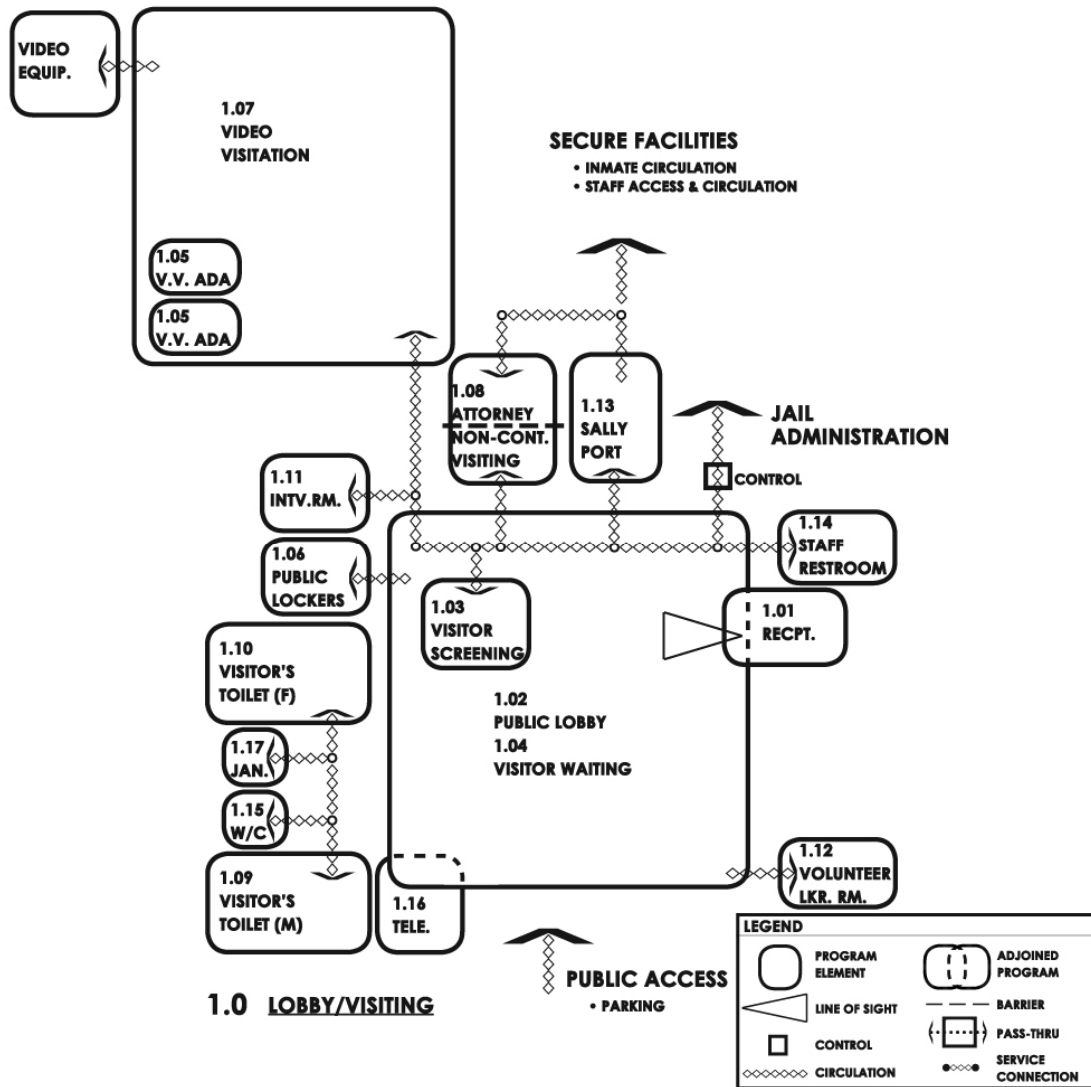 VIDEO
EQUIP.
1.07
VIDEO
VISITATION
SECURE FACILITIES
• INMATE CIRCULATION
• STAFF ACCESS & CIRCULATION
1.05
V.V. ADA
1.05
V.V. ADA
1.08
ATTORNEY
NON-CONT.
VISITING
1.13
SALLY
PORT
JAIL
ADMINISTRATION
CONTROL
1.11
INTV.RM.
1.14
STAFF
RESTROOM
1.06
PUBLIC
LOCKERS
1.03
VISITOR
SCREENING
1.01
RECPT.
1.10
VISITOR'S
TOILET (F)
1.02
PUBLIC LOBBY
1.04
VISITOR WAITING
1.17
JAN.
1.15
W/C
1.09
VISITOR'S
TOILET (M)
1.16
TELE.
1.12
VOLUNTEER
LKR. RM.
PUBLIC ACCESS
• PARKING
1.0 LOBBY/VISITING
LEGEND
PROGRAM
ELEMENT
ADJOINED
PROGRAM
LINE OF SIGHT
BARRIER
PASS-THRU
CONTROL
CIRCULATION
SERVICE
CONNECTION